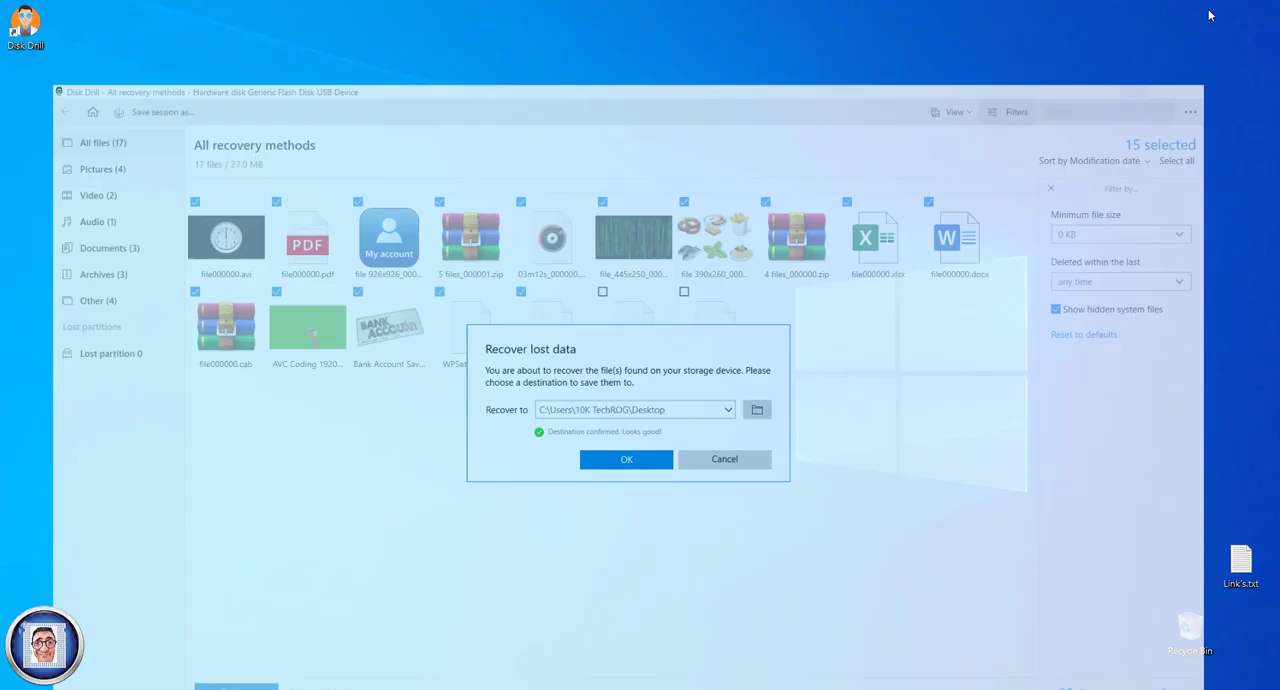 Disk Drill
Disk Drill - All recovery methods - Hardware disk Generic Flash Disk USB Device
Save session as...
View
Filters
All files (17)
Pictures (4)
Video (2)
Audio (1)
Documents (3)
Archives (3)
Other (4)
Lost partitions
Lost partition 0
All recovery methods
17 files / 27.0 MB
15 selected
Sort by Modification date
Select all
PDF
My account
file000000.avi
file000000.pdf
file 926x926_000...
5 files_000001.zip
03m12s_000000...
file_445x250_000...
file 390x260_000...
4 files_000000.zip
file000000.xlsx
file000000.docx
BANK
ACCOUNT
file000000.cab
AVC Coding 1920...
Bank Account Sav...
WPSet
Filter by...
Minimum file size
0 KB
Deleted within the last
any time
Show hidden system files
Reset to defaults
Recover lost data
You are about to recover the file(s) found on your storage device. Please
choose a destination to save them to.
Recover to
C:\Users\10K TechROG\Desktop
Destination confirmed. Looks good!
OK
Cancel
Link's.txt
Recycle Bin